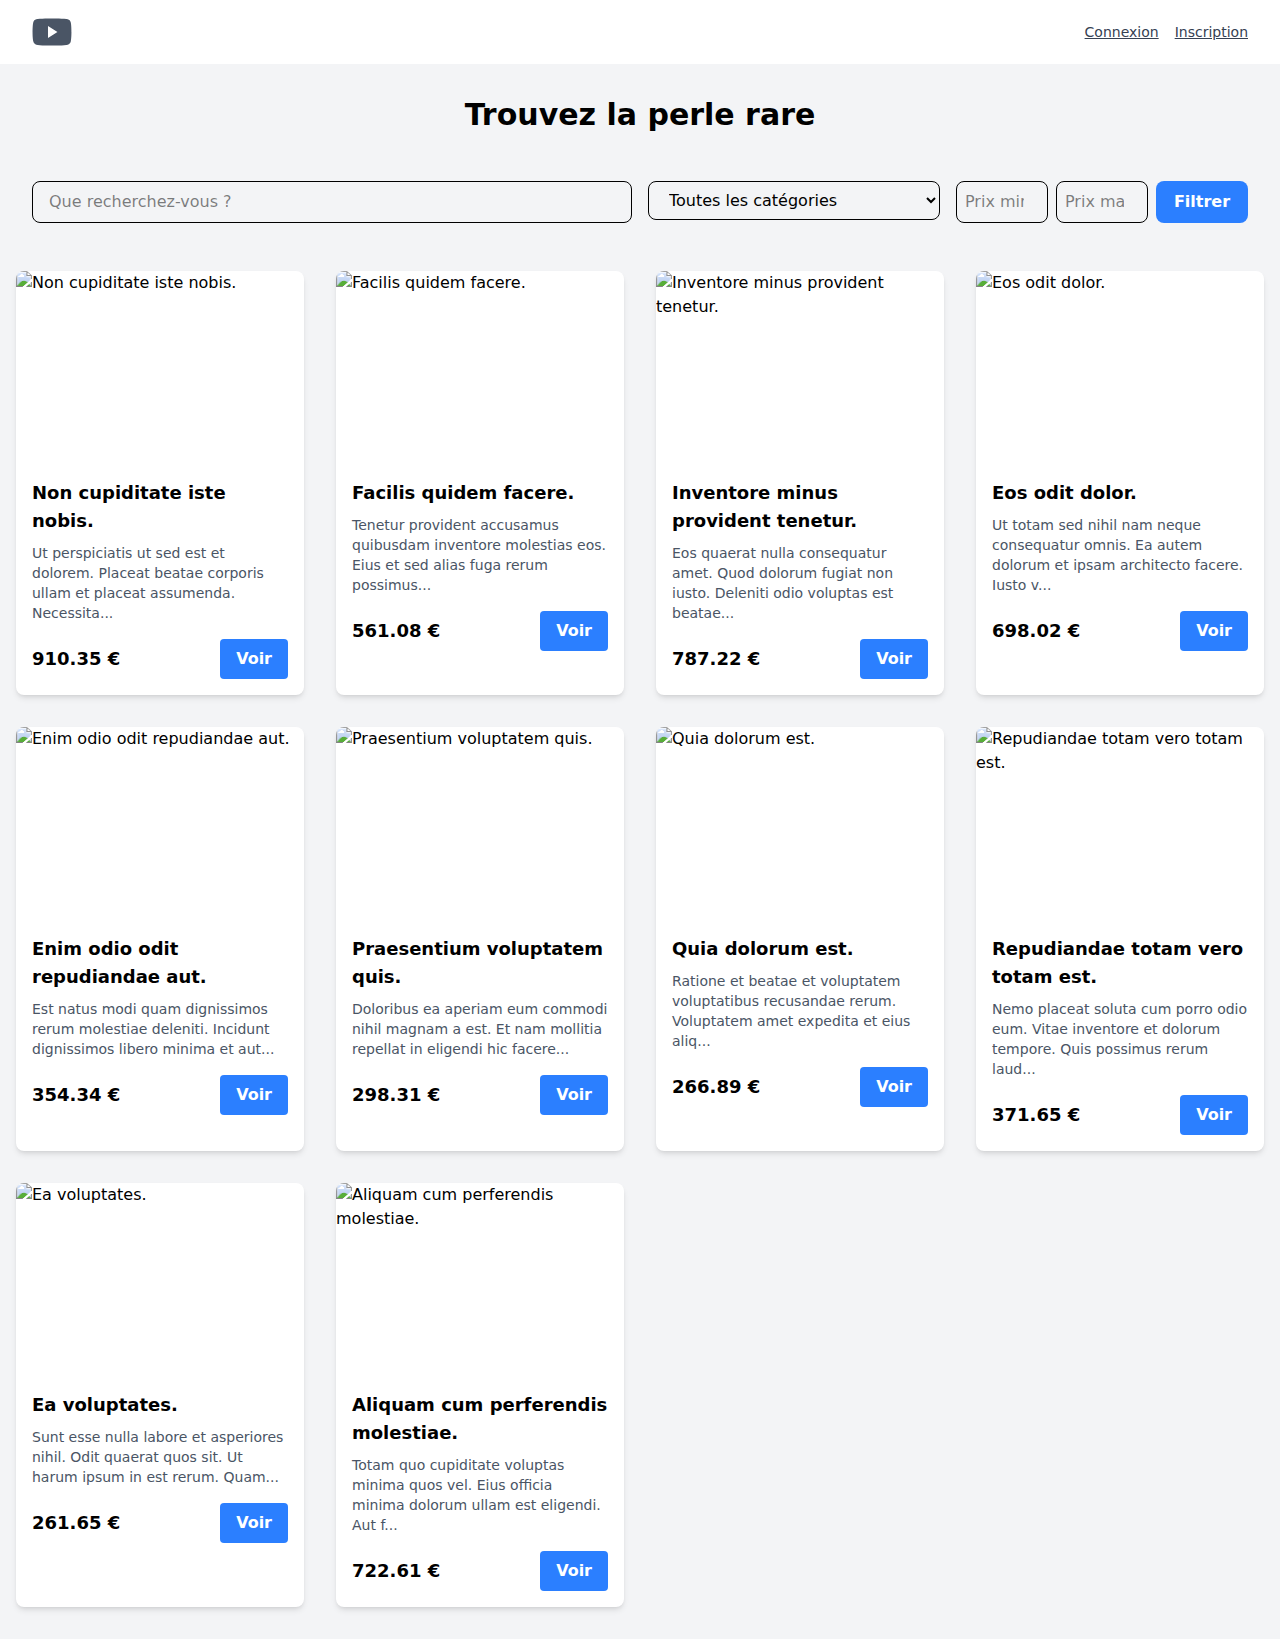 Connexion Inscription
Trouvez la perle rare
Que recherchez-vous ? Toutes les catégories Prix mir Prix ma Filtrer
Non cupiditate iste nobis.
Facilis quidem facere.
Inventore minus provident
tenetur.
Eos odit dolor.
Non cupiditate iste
nobis.
Ut perspiciatis ut sed est et
dolorem. Placeat beatae corporis
ullam et placeat assumenda.
Necessita...
910.35 € Voir
Facilis quidem facere.
Tenetur provident accusamus
quibusdam inventore molestias eos.
Eius et sed alias fuga rerum
possimus...
561.08 € Voir
Inventore minus
provident tenetur.
Eos quaerat nulla consequatur
amet. Quod dolorum fugiat non
iusto. Deleniti odio voluptas est
beatae...
787.22 € Voir
Eos odit dolor.
Ut totam sed nihil nam neque
consequatur omnis. Ea autem
dolorum et ipsam architecto facere.
Iusto v...
698.02 € Voir
Enim odio odit repudiandae aut.
Praesentium voluptatem quis.
Quia dolorum est.
Repudiandae totam vero totam
est.
Enim odio odit
repudiandae aut.
Est natus modi quam dignissimos
rerum molestiae deleniti. Incidunt
dignissimos libero minima et aut...
354.34 € Voir
Praesentium voluptatem
quis.
Doloribus ea aperiam eum commodi
nihil magnam a est. Et nam mollitia
repellat in eligendi hic facere...
298.31 € Voir
Quia dolorum est.
Ratione et beatae et voluptatem
voluptatibus recusandae rerum.
Voluptatem amet expedita et eius
aliq...
266.89 € Voir
Repudiandae totam vero
totam est.
Nemo placeat soluta cum porro odio
eum. Vitae inventore et dolorum
tempore. Quis possimus rerum
laud...
371.65 € Voir
Ea voluptates.
Aliquam cum perferendis
molestiae.
Ea voluptates.
Sunt esse nulla labore et asperiores
nihil. Odit quaerat quos sit. Ut
harum ipsum in est rerum. Quam...
261.65 € Voir
Aliquam cum perferendis
molestiae.
Totam quo cupiditate voluptas
minima quos vel. Eius officia
minima dolorum ullam est eligendi.
Aut f...
722.61 € Voir